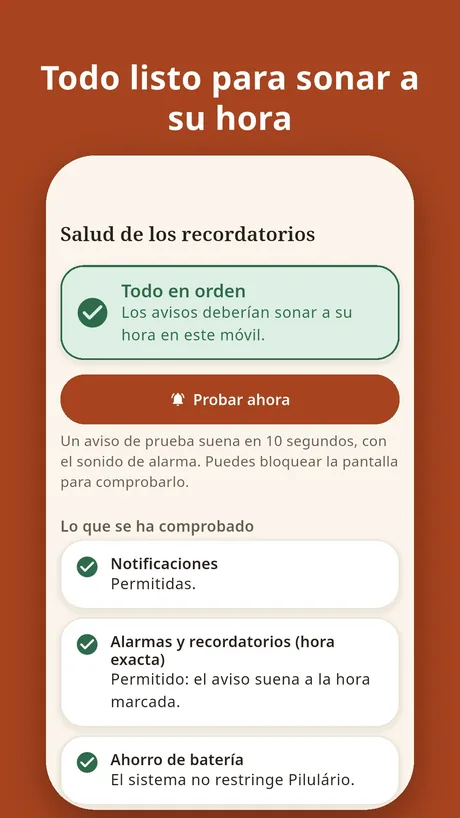 Todo listo para sonar a
su hora
Salud de los recordatorios
Todo en orden
Los avisos deberían sonar a su
hora en este móvil.
Probar ahora
Un aviso de prueba suena en 10 segundos, con
el sonido de alarma. Puedes bloquear la pantalla
para comprobarlo.
Lo que se ha comprobado
Notificaciones
Permitidas.
Alarmas y recordatorios (hora
exacta)
Permitido: el aviso suena a la hora
marcada.
Ahorro de batería
El sistema no restringe Pilulário.